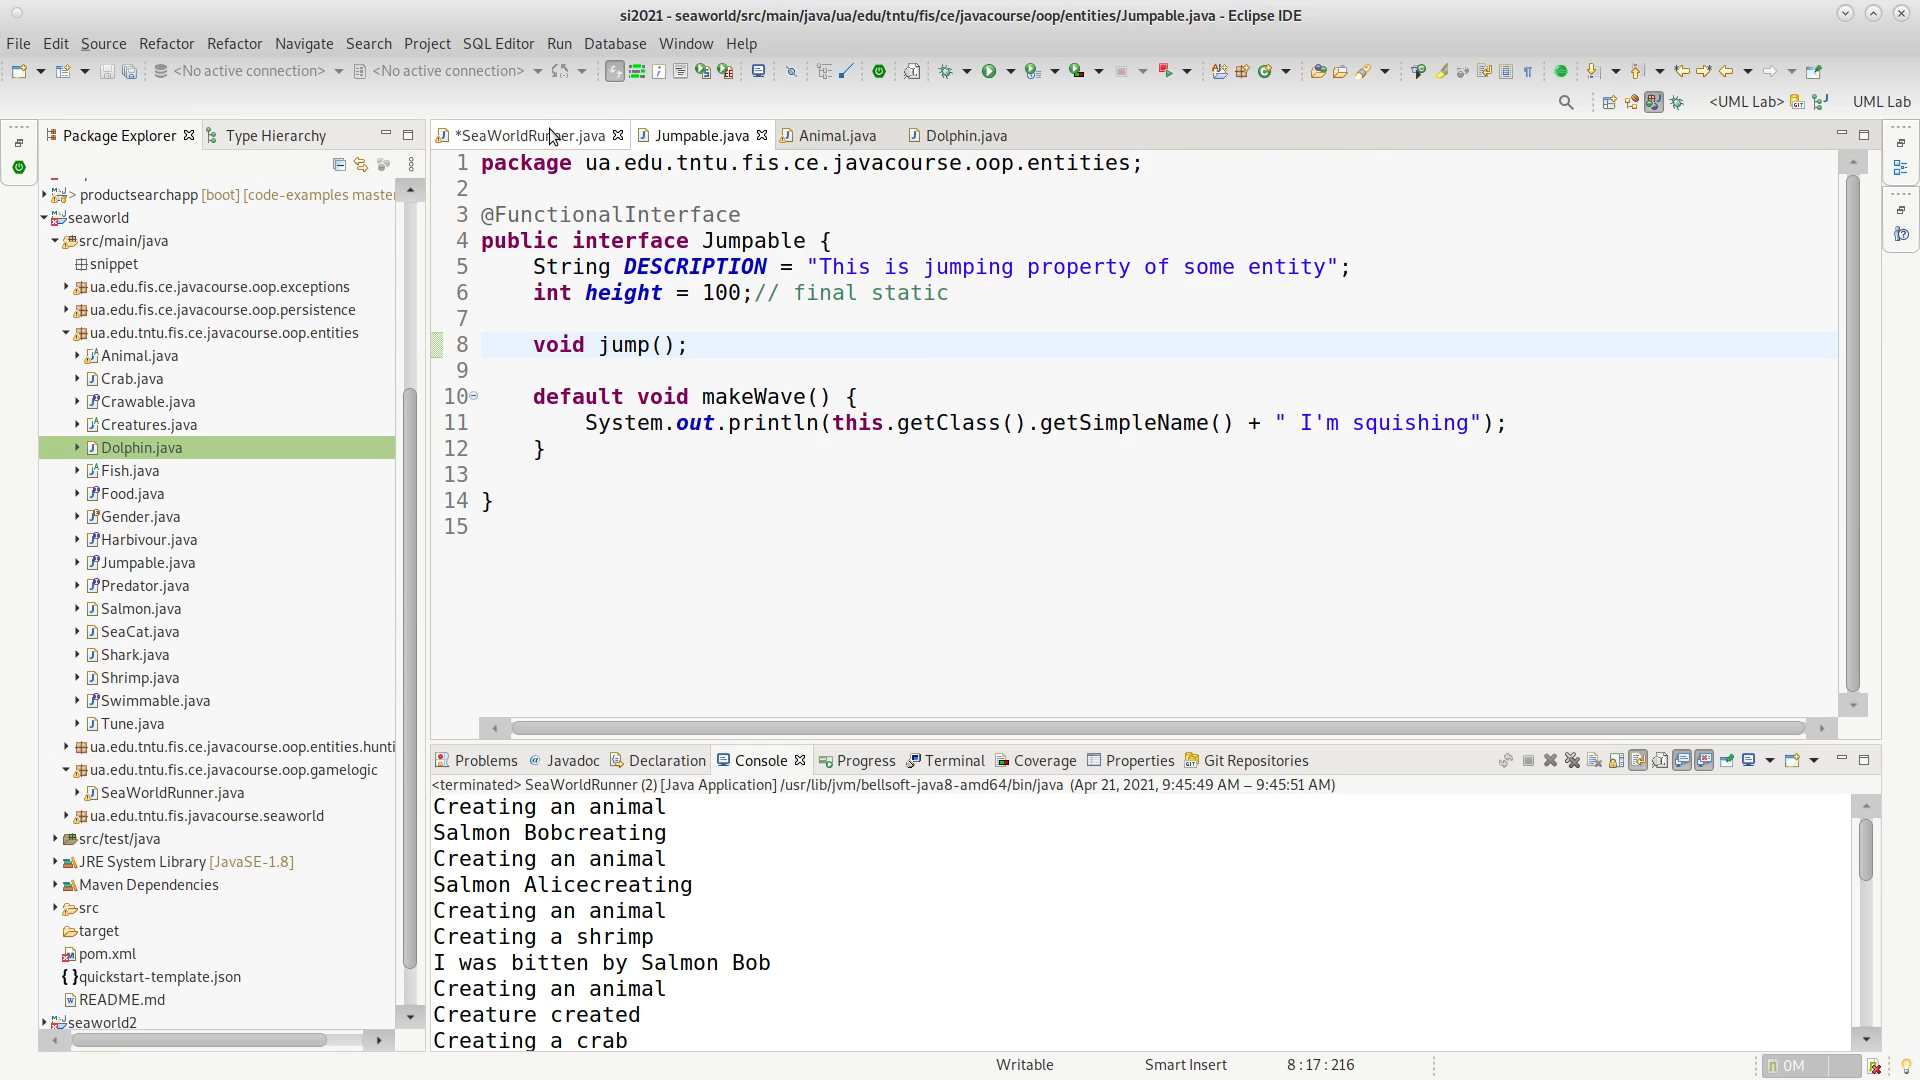 si2021 - seaworld/src/main/java/ua/edu/tntu/fis/ce/javacourse/oop/entities/Jumpable.java - Eclipse IDE
File Edit Source Refactor Refactor Navigate Search Project SQL Editor Run Database Window Help
<No active connection> <No active connection>
<UML Lab> UML Lab
Package Explorer Type Hierarchy
*SeaWorldRunner.java Jumpable.java Animal.java Dolphin.java
> productsearchapp [boot] [code-examples master
seaworld
src/main/java
snippet
ua.edu.fis.ce.javacourse.oop.exceptions
ua.edu.fis.ce.javacourse.oop.persistence
ua.edu.tntu.fis.ce.javacourse.oop.entities
Animal.java
Crab.java
Crawable.java
Creatures.java
Dolphin.java
Fish.java
Food.java
Gender.java
Harbivour.java
Jumpable.java
Predator.java
Salmon.java
SeaCat.java
Shark.java
Shrimp.java
Swimmable.java
Tune.java
ua.edu.tntu.fis.ce.javacourse.oop.entities.hunti
ua.edu.tntu.fis.ce.javacourse.oop.gamelogic
SeaWorldRunner.java
ua.edu.tntu.fis.javacourse.seaworld
src/test/java
JRE System Library [JavaSE-1.8]
Maven Dependencies
src
target
pom.xml
quickstart-template.json
README.md
seaworld2
1 package ua.edu.tntu.fis.ce.javacourse.oop.entities;
2
3 @FunctionalInterface
4 public interface Jumpable {
5 String DESCRIPTION = "This is jumping property of some entity";
6 int height = 100;// final static
7
8 void jump();
9
10 default void makeWave() {
11 System.out.println(this.getClass().getSimpleName() + " I'm squishing");
12 }
13
14 }
15
Problems @ Javadoc Declaration Console Progress Terminal Coverage Properties Git Repositories
<terminated> SeaWorldRunner (2) [Java Application] /usr/lib/jvm/bellsoft-java8-amd64/bin/java (Apr 21, 2021, 9:45:49 AM – 9:45:51 AM)
Creating an animal
Salmon Bobcreating
Creating an animal
Salmon Alicecreating
Creating an animal
Creating a shrimp
I was bitten by Salmon Bob
Creating an animal
Creature created
Creating a crab
Writable Smart Insert 8:17:216 0M